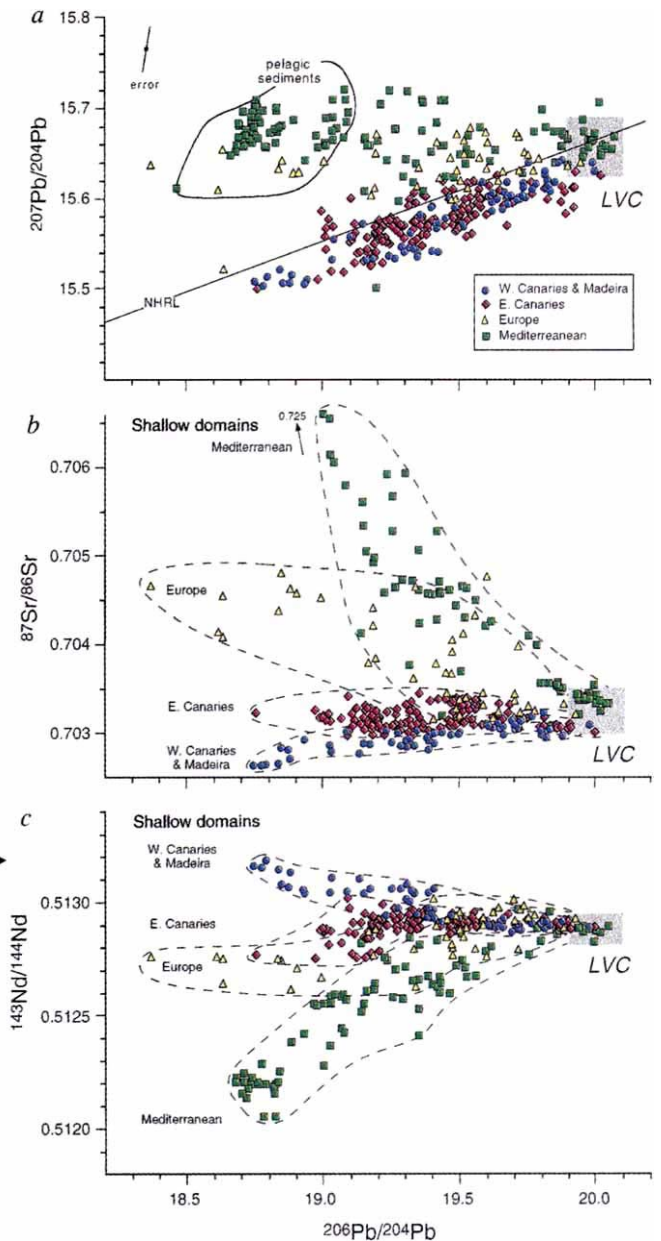 a
15.8
15.7
15.6
15.5
207Pb/204Pb
error
pelagic
sediments
LVC
NHRL
W. Canaries & Madeira
E. Canaries
Europe
Mediterreanean
b
Shallow domains
0.725
Mediterranean
0.706
0.705
0.704
0.703
87Sr/86Sr
Europe
E. Canaries
W. Canaries
& Madeira
LVC
c
Shallow domains
W. Canaries
& Madeira
0.5130
0.5125
0.5120
143Nd/144Nd
E. Canaries
Europe
LVC
Mediterranean
18.5 19.0 19.5 20.0
206Pb/204Pb